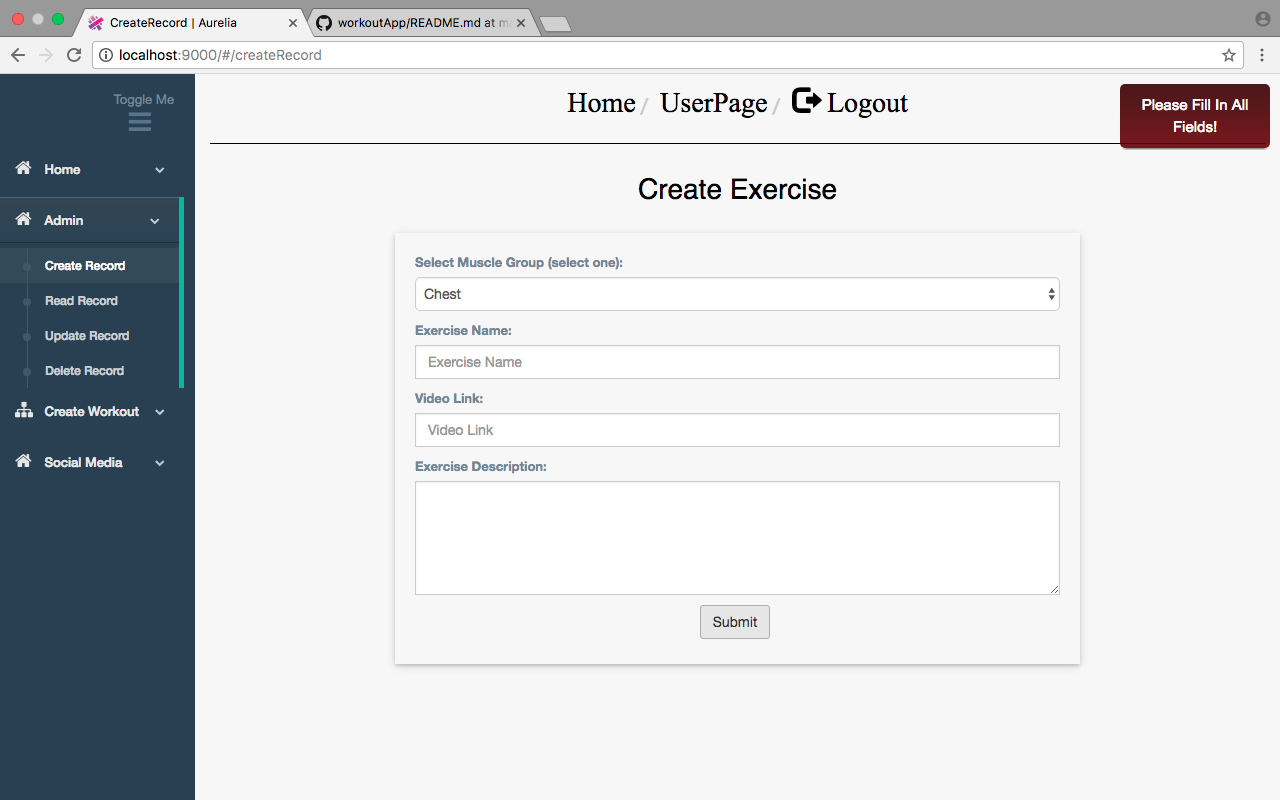 CreateRecord | Aurelia
workoutApp/README.md at m
localhost:9000/#/createRecord
Toggle Me
Home
Admin
Create Record
Read Record
Update Record
Delete Record
Create Workout
Social Media
Home / UserPage / Logout
Please Fill In All
Fields!
Create Exercise
Select Muscle Group (select one):
Chest
Exercise Name:
Exercise Name
Video Link:
Video Link
Exercise Description:
Submit